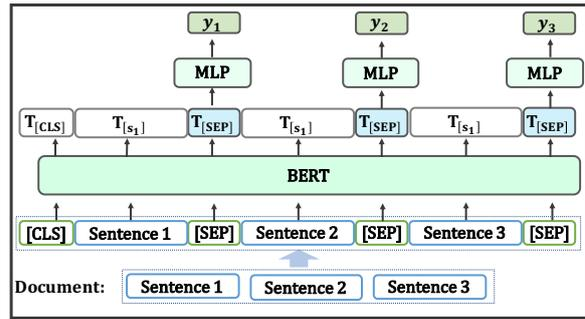 y₁ y₂ y₃
MLP MLP MLP
T[CLS] T[s₁] T[SEP] T[s₁] T[SEP] T[s₁] T[SEP]
BERT
[CLS] Sentence 1 [SEP] Sentence 2 [SEP] Sentence 3 [SEP]
Document: Sentence 1 Sentence 2 Sentence 3